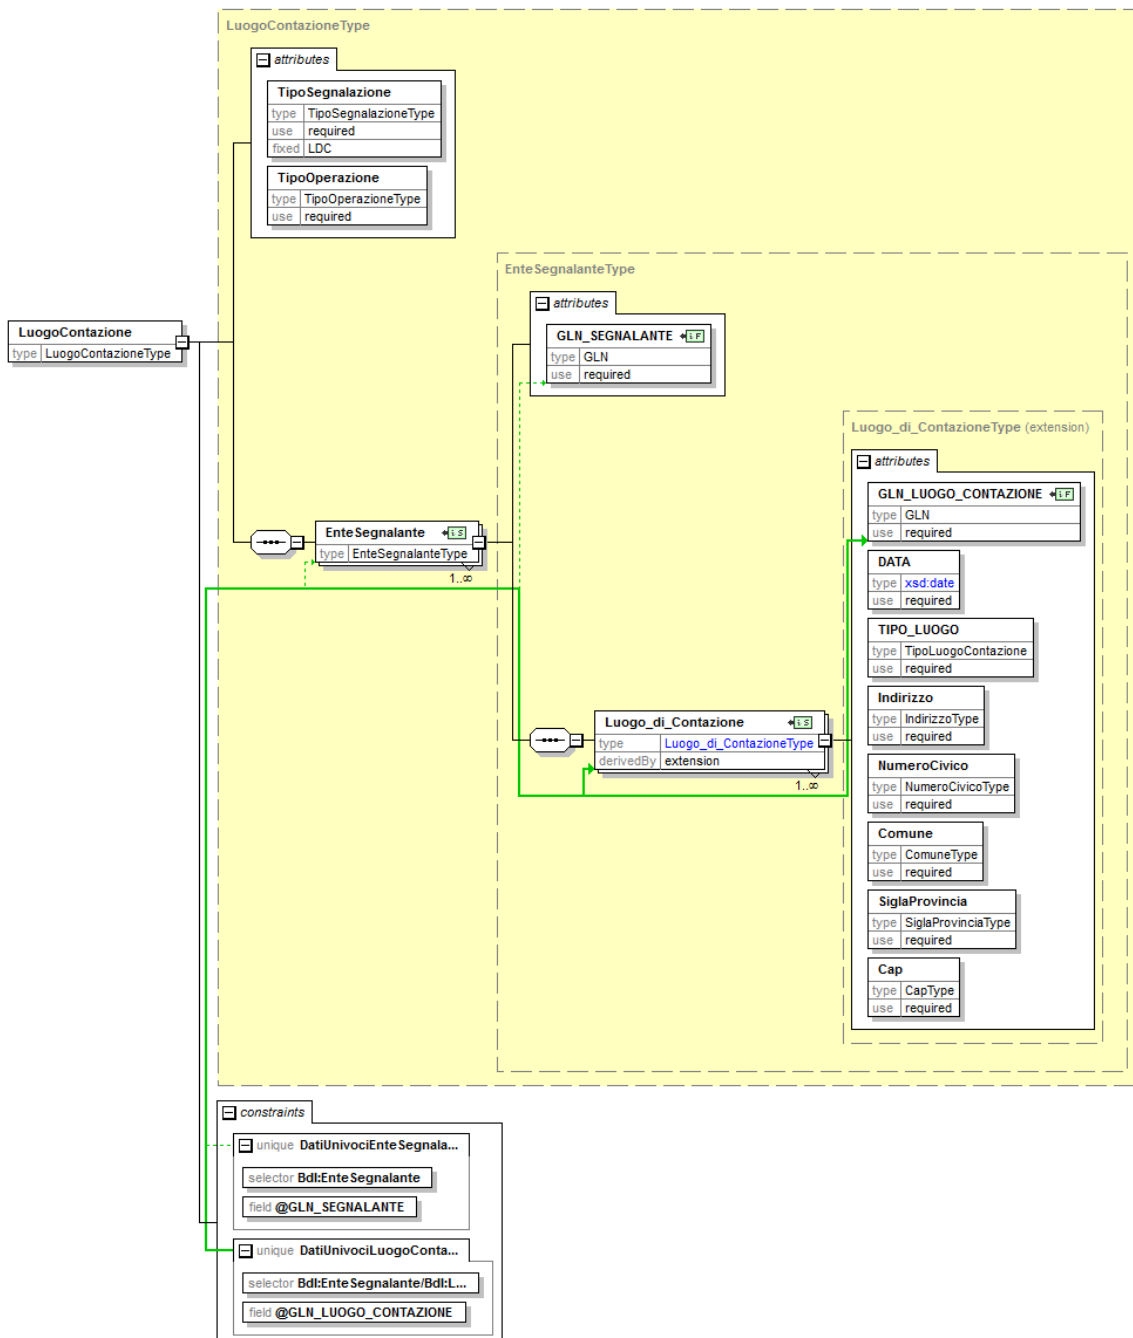 LuogoContazioneType
attributes
TipoSegnalazione
type TipoSegnalazioneType
use required
fixed LDC
TipoOperazione
type TipoOperazioneType
use required
EnteSegnalanteType
attributes
LuogoContazione
type LuogoContazioneType
GLN_SEGNALANTE iF
type GLN
use required
Luogo_di_ContazioneType (extension)
attributes
GLN_LUOGO_CONTAZIONE iF
type GLN
use required
EnteSegnalante iS
type EnteSegnalanteType
1..∞
DATA
type xsd:date
use required
TIPO_LUOGO
type TipoLuogoContazione
use required
Indirizzo
type IndirizzoType
use required
Luogo_di_Contazione iS
type Luogo_di_ContazioneType
derivedBy extension
1..∞
NumeroCivico
type NumeroCivicoType
use required
Comune
type ComuneType
use required
SiglaProvincia
type SiglaProvinciaType
use required
Cap
type CapType
use required
constraints
unique DatiUnivociEnteSegnala...
selector BdI:EnteSegnalante
field @GLN_SEGNALANTE
unique DatiUnivociLuogoConta...
selector BdI:EnteSegnalante/BdI:L...
field @GLN_LUOGO_CONTAZIONE